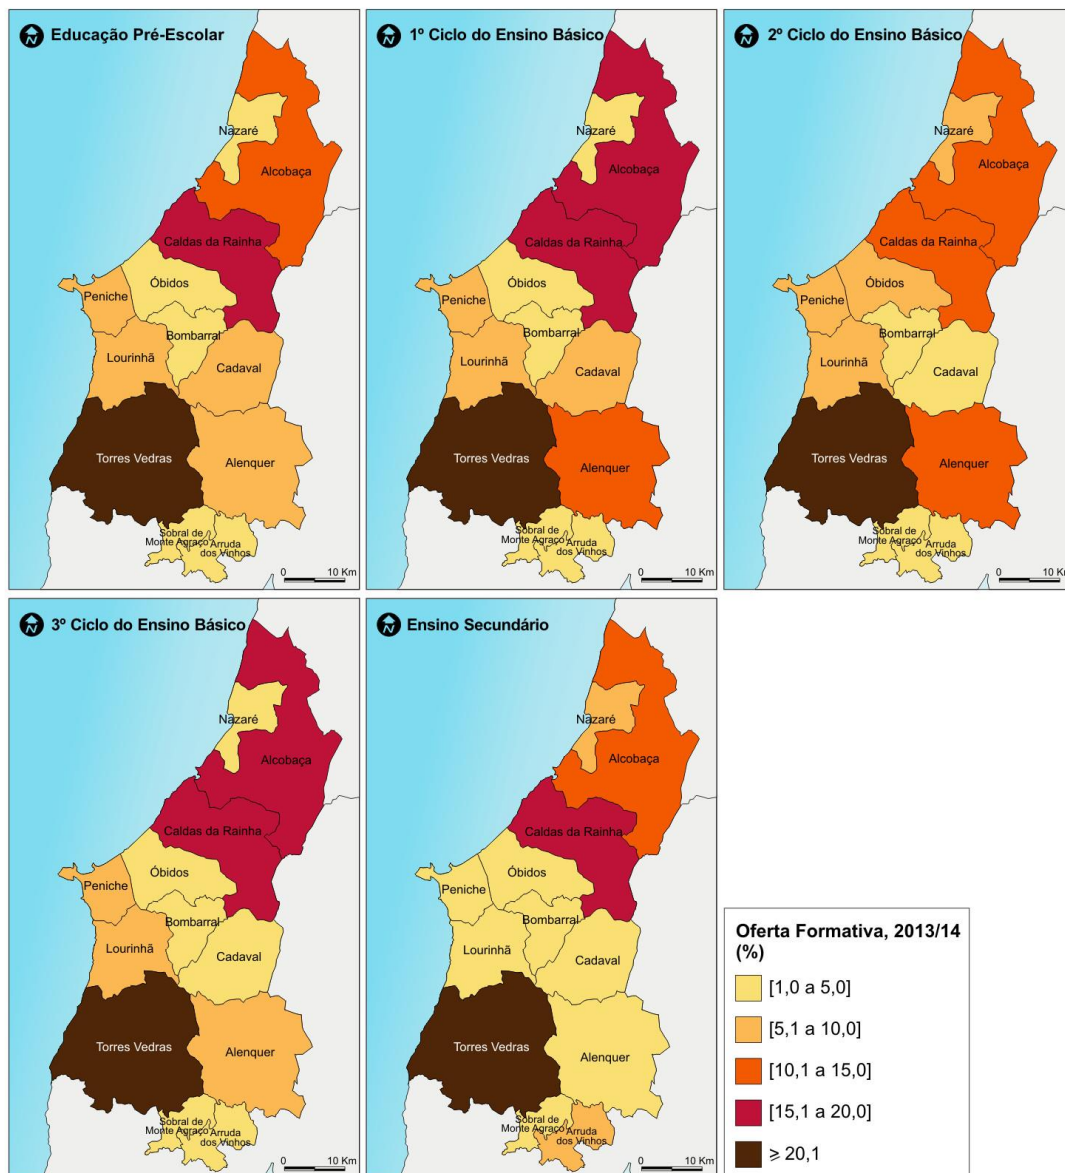 N Educação Pré-Escolar
Nazaré
Alcobaça
Caldas da Rainha
Óbidos
Peniche
Bombarral
Lourinhã
Cadaval
Torres Vedras
Alenquer
Sobral de
Monte Agraço
Arruda
dos Vinhos
0 10 Km
N 1º Ciclo do Ensino Básico
Nazaré
Alcobaça
Caldas da Rainha
Óbidos
Peniche
Bombarral
Lourinhã
Cadaval
Torres Vedras
Alenquer
Sobral de
Monte Agraço
Arruda
dos Vinhos
0 10 Km
N 2º Ciclo do Ensino Básico
Nazaré
Alcobaça
Caldas da Rainha
Óbidos
Peniche
Bombarral
Lourinhã
Cadaval
Torres Vedras
Alenquer
Sobral de
Monte Agraço
Arruda
dos Vinhos
0 10 Km
N 3º Ciclo do Ensino Básico
Nazaré
Alcobaça
Caldas da Rainha
Óbidos
Peniche
Bombarral
Lourinhã
Cadaval
Torres Vedras
Alenquer
Sobral de
Monte Agraço
Arruda
dos Vinhos
0 10 Km
N Ensino Secundário
Nazaré
Alcobaça
Caldas da Rainha
Óbidos
Peniche
Bombarral
Lourinhã
Cadaval
Torres Vedras
Alenquer
Sobral de
Monte Agraço
Arruda
dos Vinhos
0 10 Km
Oferta Formativa, 2013/14
(%)
[1,0 a 5,0]
[5,1 a 10,0]
[10,1 a 15,0]
[15,1 a 20,0]
⩾ 20,1